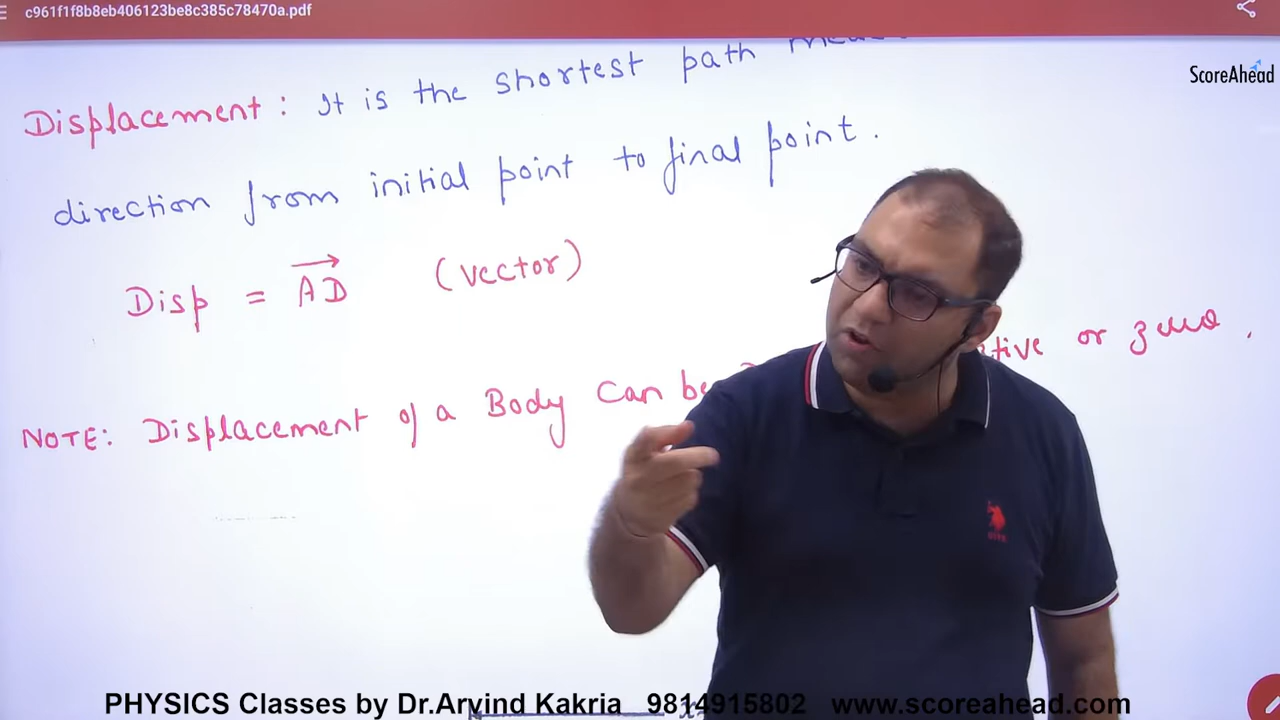 c961f1f8b8eb406123be8c385c78470a.pdf
ScoreAhead
Displacement: It is the shortest path
direction from initial point to final point.
Disp = AD (vector)
NOTE: Displacement of a Body Can be or zero.
PHYSICS Classes by Dr.Arvind Kakria 9814915802 www.scoreahead.com